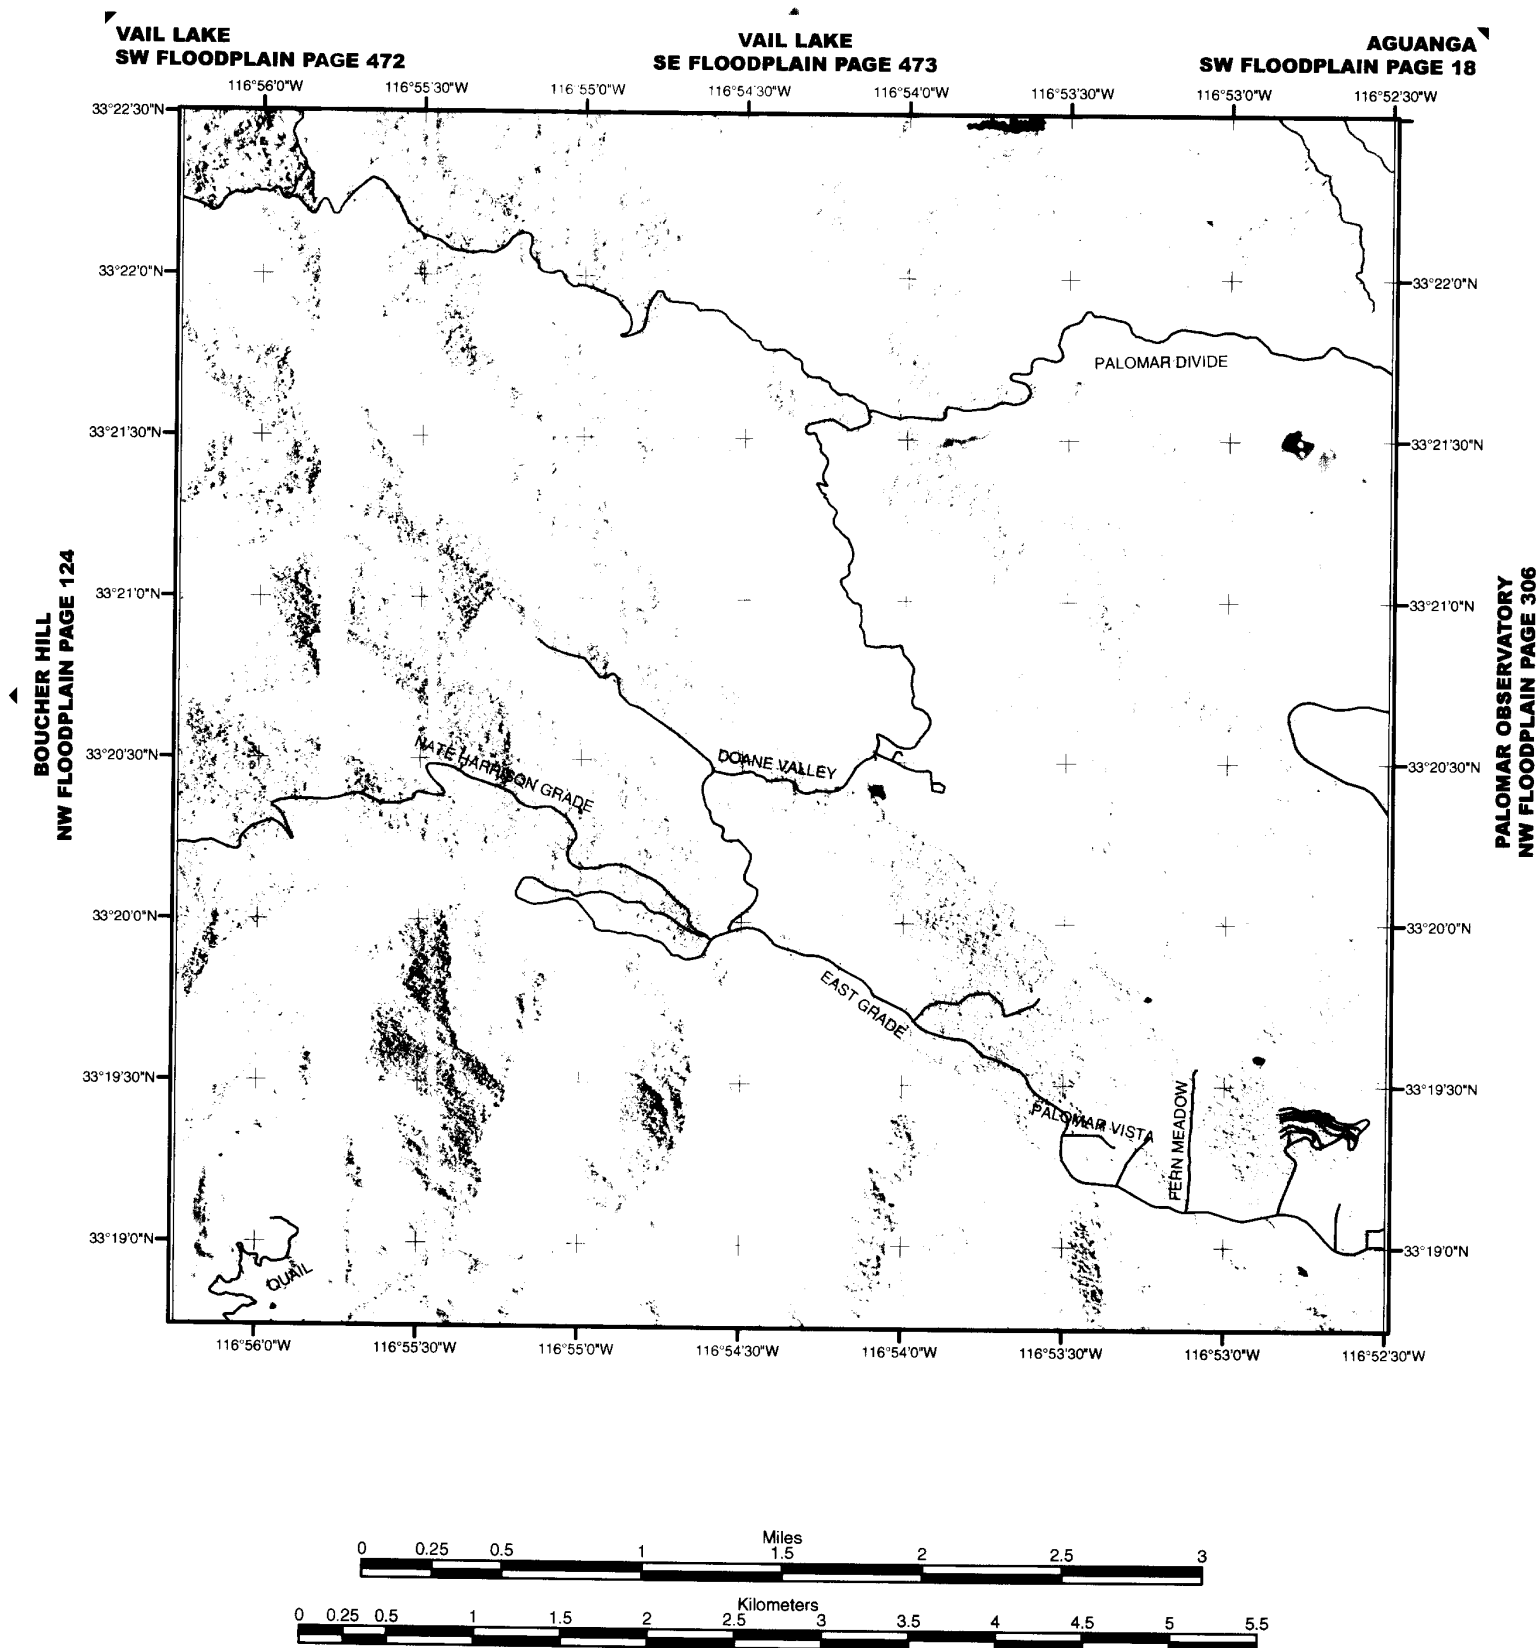 VAIL LAKE
SW FLOODPLAIN PAGE 472
VAIL LAKE
SE FLOODPLAIN PAGE 473
AGUANGA
SW FLOODPLAIN PAGE 18
116°56'0"W
116°55'30"W
116°55'0"W
116°54'30"W
116°54'0"W
116°53'30"W
116°53'0"W
116°52'30"W
33°22'30"N
33°22'0"N
33°22'0"N
PALOMAR DIVIDE
33°21'30"N
33°21'30"N
BOUCHER HILL
NW FLOODPLAIN PAGE 124
PALOMAR OBSERVATORY
NW FLOODPLAIN PAGE 306
33°21'0"N
33°21'0"N
33°20'30"N
33°20'30"N
NATE HARRISON GRADE
DOANE VALLEY
33°20'0"N
33°20'0"N
EAST GRADE
33°19'30"N
33°19'30"N
PALOMAR VISTA
FERN MEADOW
33°19'0"N
33°19'0"N
QUAIL
116°56'0"W
116°55'30"W
116°55'0"W
116°54'30"W
116°54'0"W
116°53'30"W
116°53'0"W
116°52'30"W
Miles
0 0.25 0.5 1 1.5 2 2.5 3
Kilometers
0 0.25 0.5 1 1.5 2 2.5 3 3.5 4 4.5 5 5.5